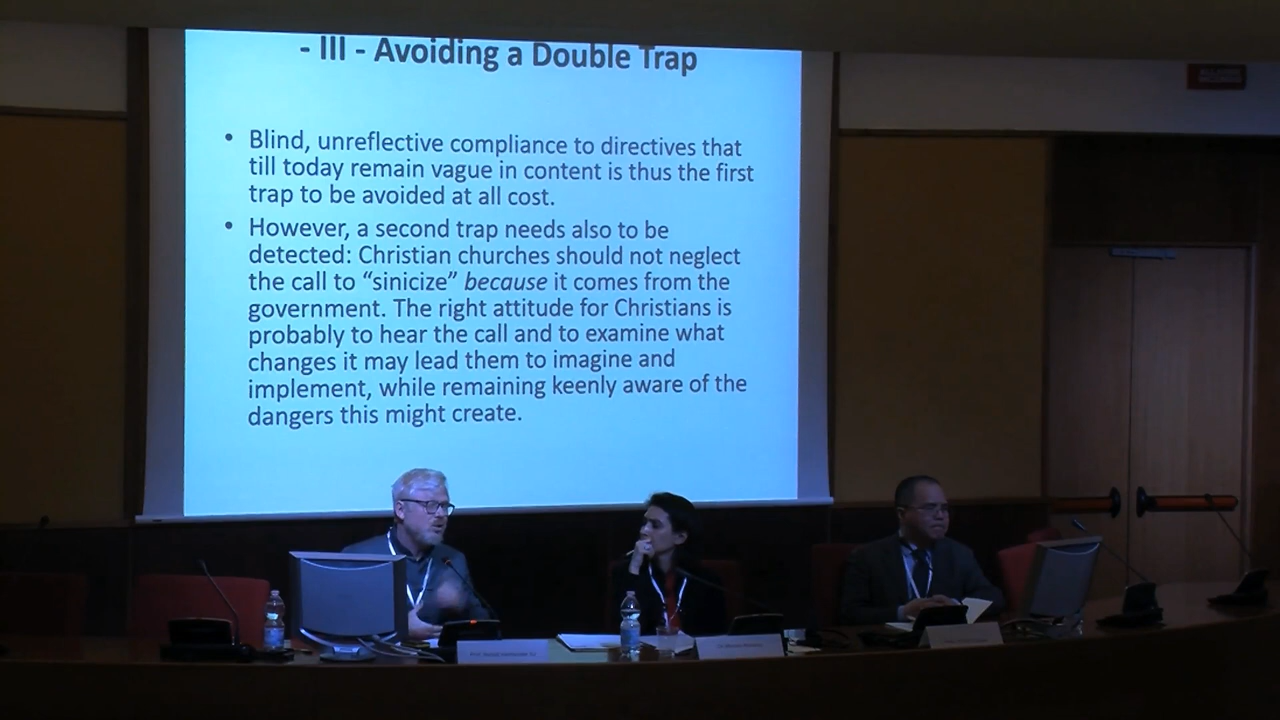 - III - Avoiding a Double Trap
• Blind, unreflective compliance to directives that
till today remain vague in content is thus the first
trap to be avoided at all cost.
• However, a second trap needs also to be
detected: Christian churches should not neglect
the call to “sinicize” because it comes from the
government. The right attitude for Christians is
probably to hear the call and to examine what
changes it may lead them to imagine and
implement, while remaining keenly aware of the
dangers this might create.